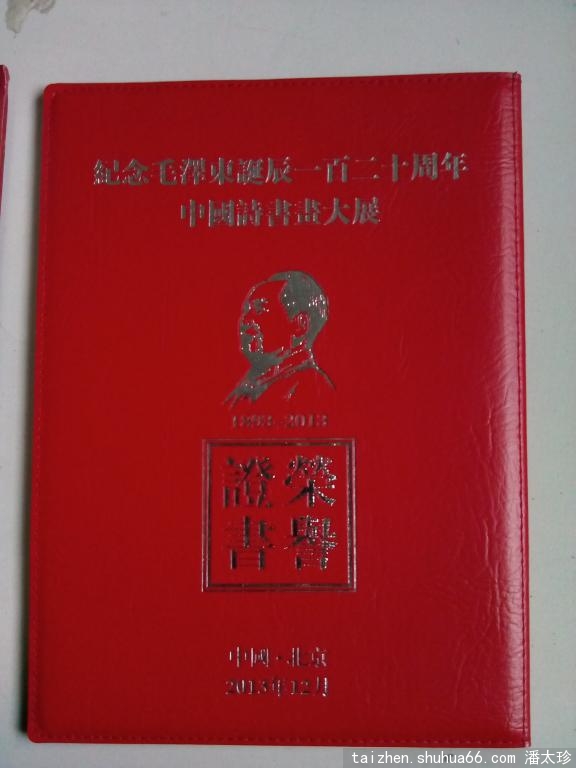 紀念毛澤東誕辰一百二十周年
中國詩書畫大展
1893-2013
榮譽
證書
中國·北京
2013年12月
taizhen.shuhua66.com 潘太珍